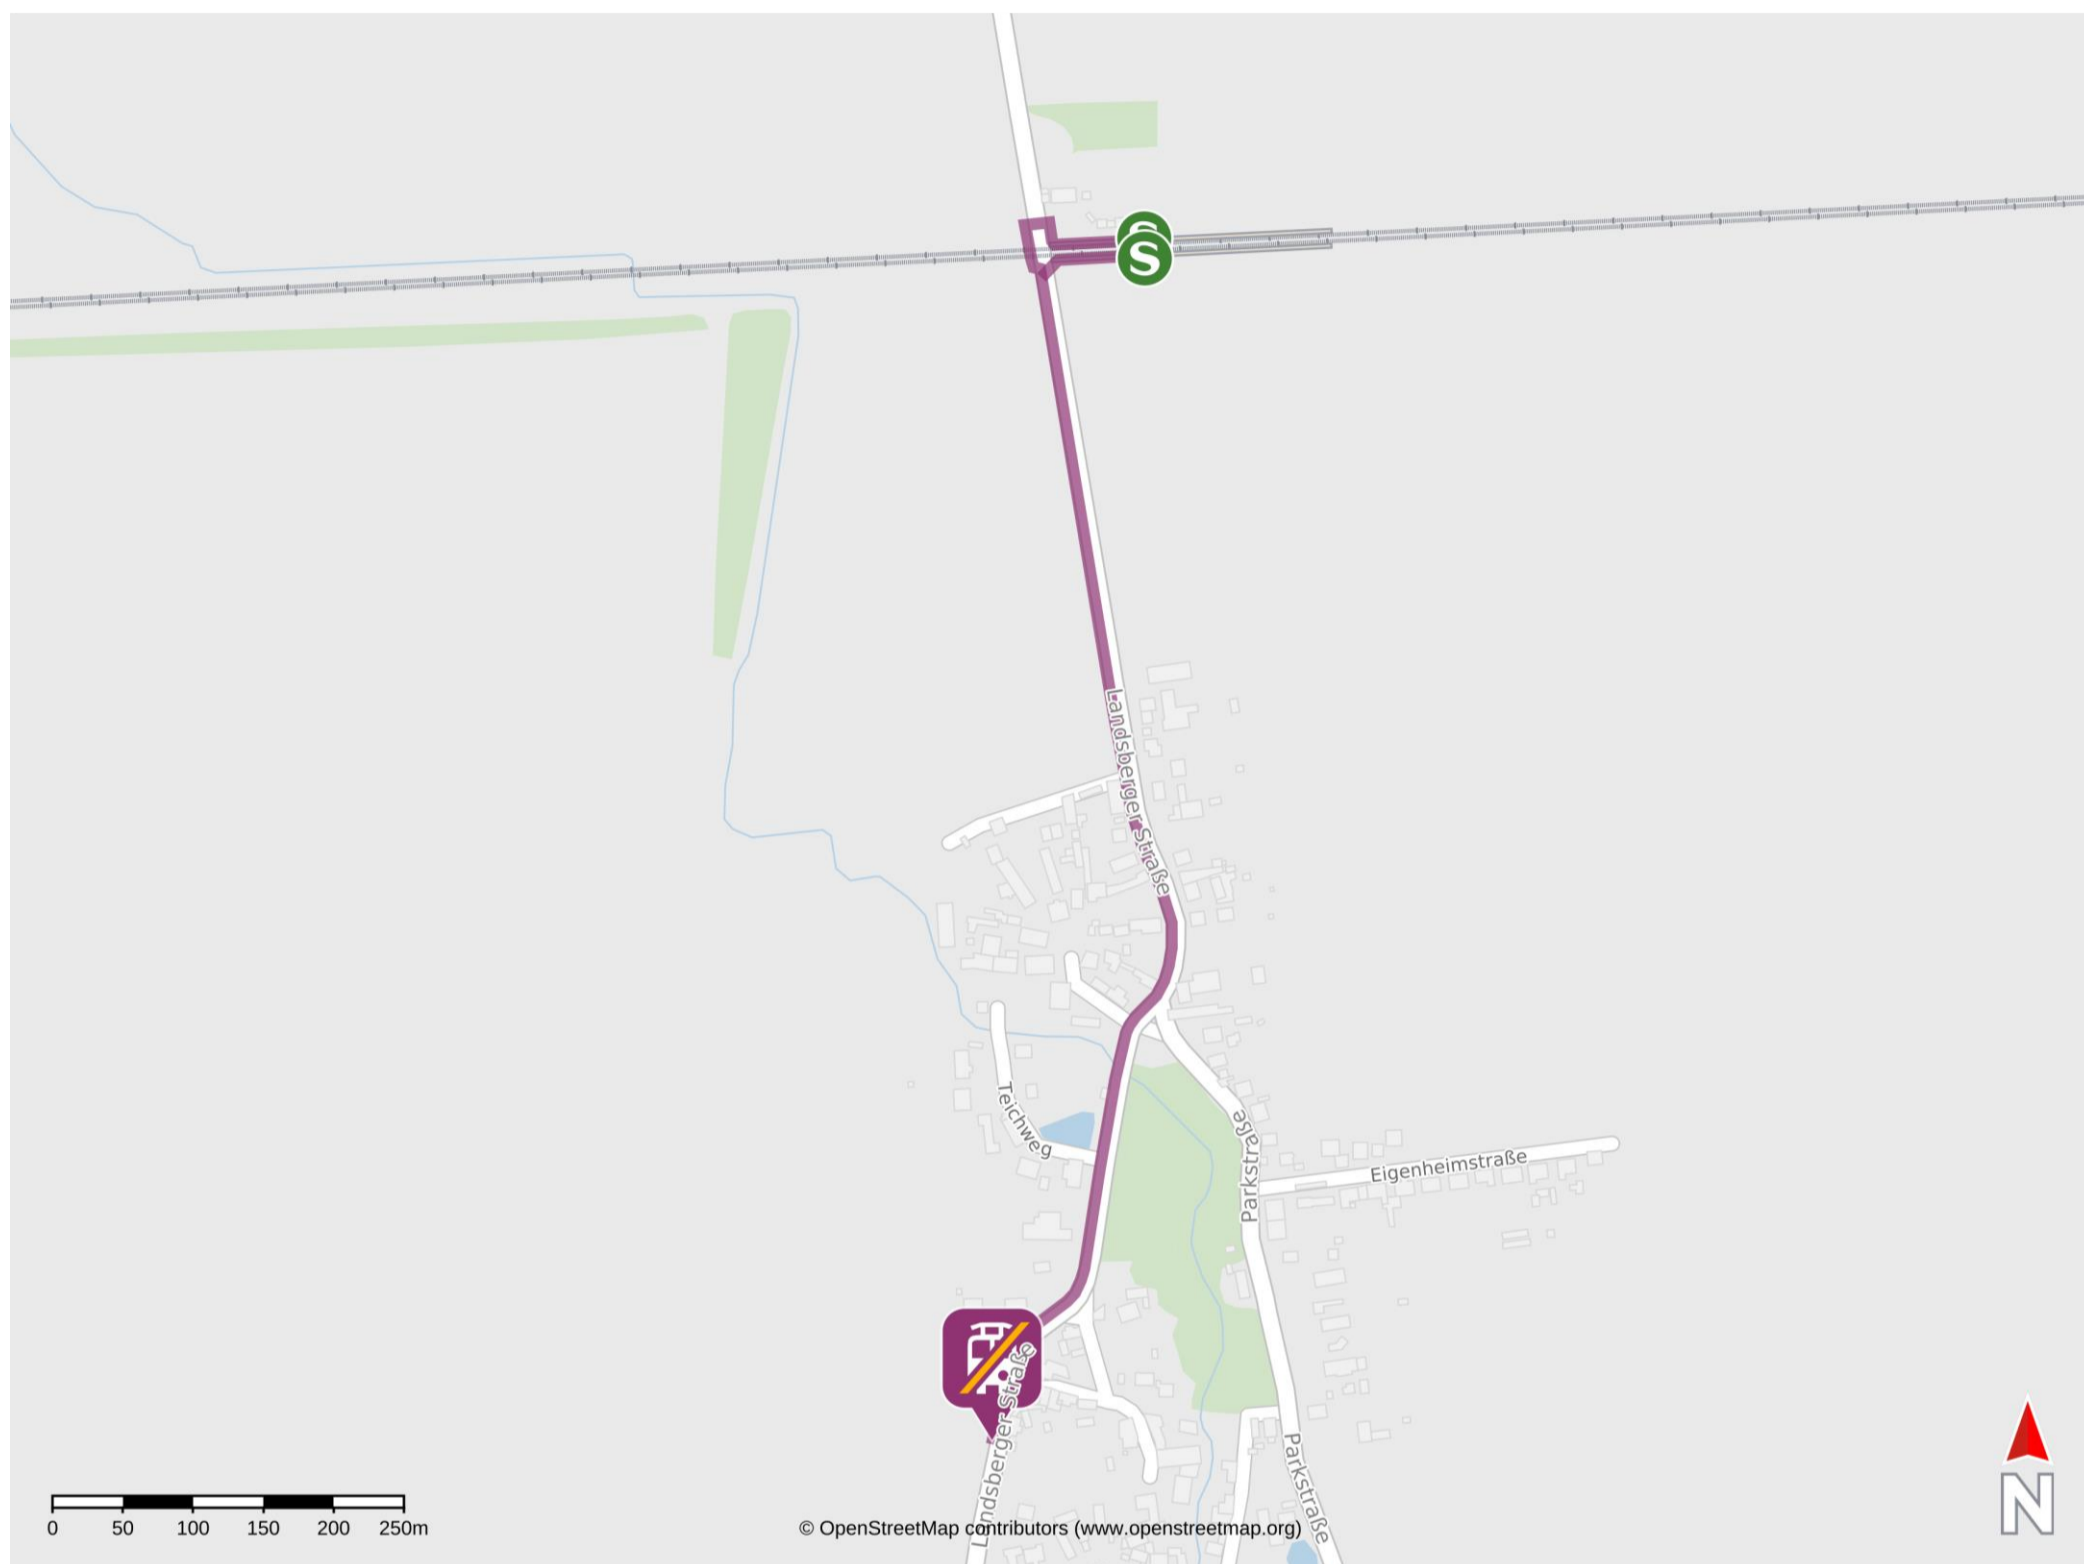 S
S
Landsberger Straße
Teichweg
Parkstraße
Eigenheimstraße
Landsberger Straße
Parkstraße
0 50 100 150 200 250m
© OpenStreetMap contributors (www.openstreetmap.org)
N